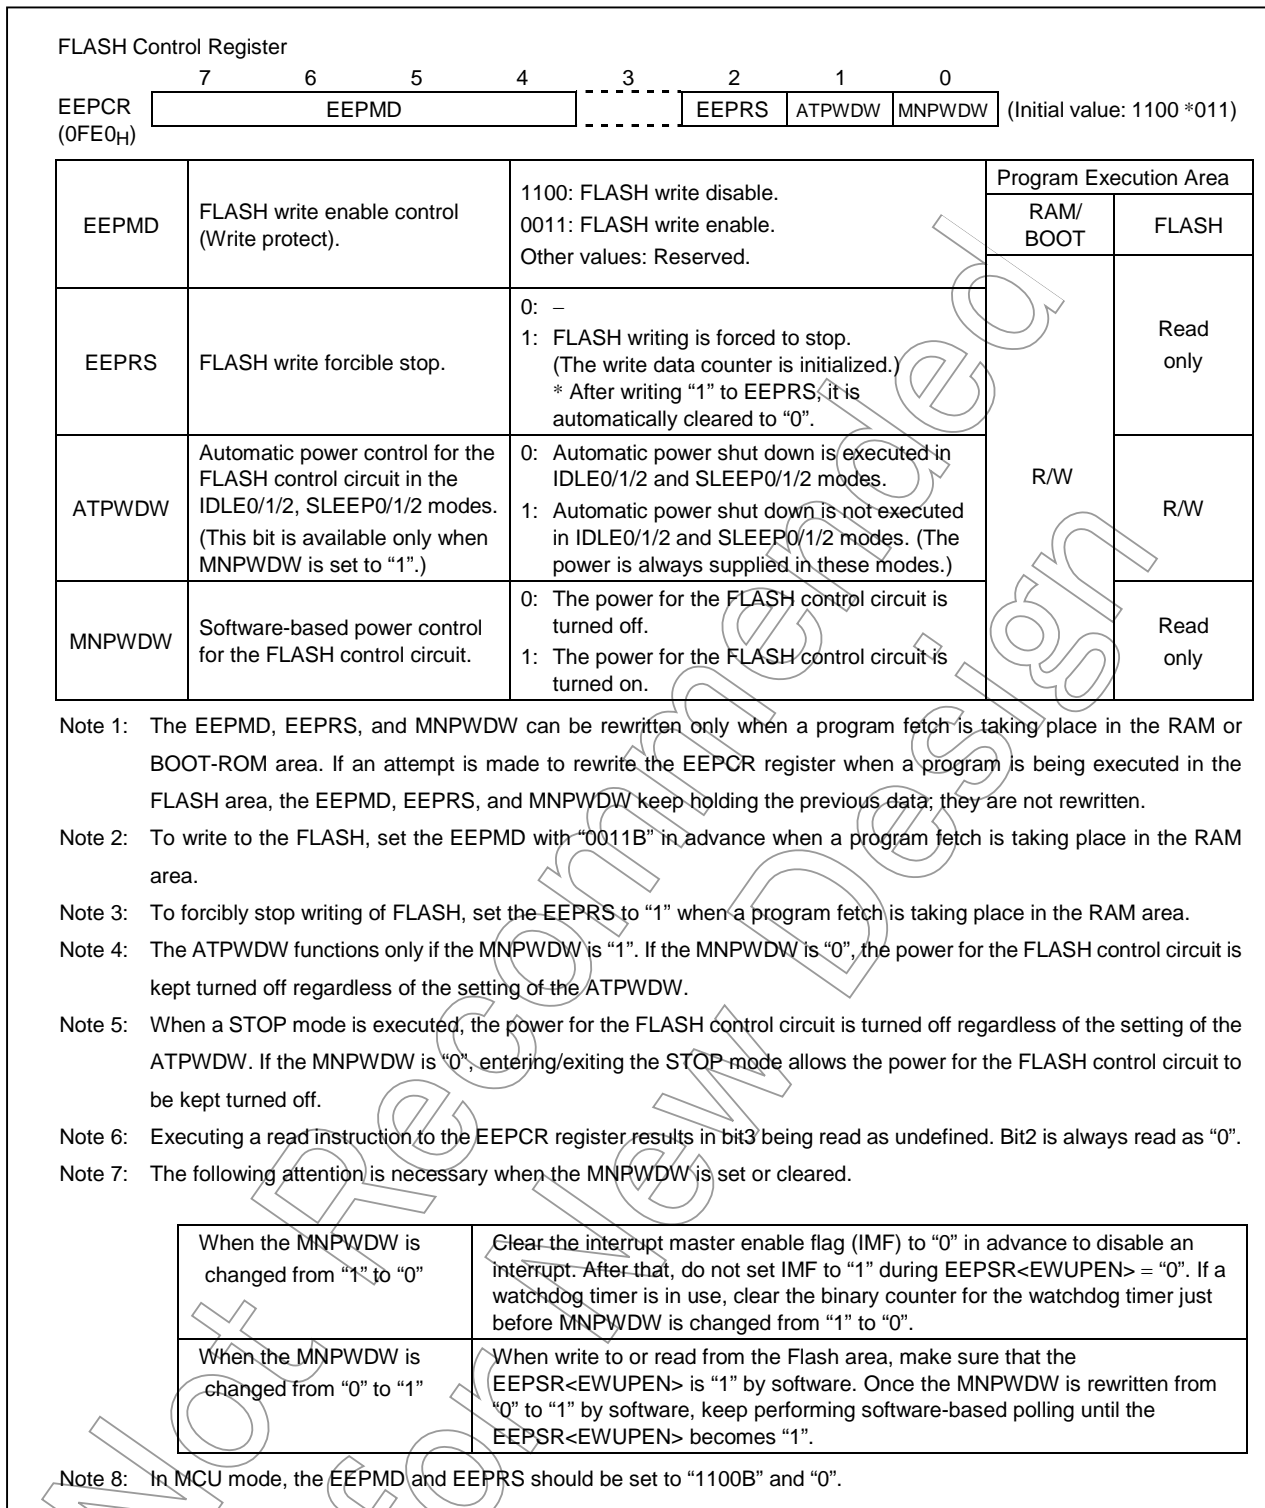 FLASH Control Register
7 6 5 4 3 2 1 0
EEPCR EEPMD EEPRS ATPWDW MNPWDW (Initial value: 1100 *011)
(0FE0H)
EEPMD
FLASH write enable control
(Write protect).
1100: FLASH write disable.
0011: FLASH write enable.
Other values: Reserved.
Program Execution Area
RAM/
BOOT
FLASH
EEPRS
FLASH write forcible stop.
0: –
1: FLASH writing is forced to stop.
(The write data counter is initialized.)
* After writing “1” to EEPRS, it is
automatically cleared to “0”.
R/W
Read
only
ATPWDW
Automatic power control for the
FLASH control circuit in the
IDLE0/1/2, SLEEP0/1/2 modes.
(This bit is available only when
MNPWDW is set to “1”.)
0: Automatic power shut down is executed in
IDLE0/1/2 and SLEEP0/1/2 modes.
1: Automatic power shut down is not executed
in IDLE0/1/2 and SLEEP0/1/2 modes. (The
power is always supplied in these modes.)
R/W
MNPWDW
Software-based power control
for the FLASH control circuit.
0: The power for the FLASH control circuit is
turned off.
1: The power for the FLASH control circuit is
turned on.
Read
only
Note 1: The EEPMD, EEPRS, and MNPWDW can be rewritten only when a program fetch is taking place in the RAM or
BOOT-ROM area. If an attempt is made to rewrite the EEPCR register when a program is being executed in the
FLASH area, the EEPMD, EEPRS, and MNPWDW keep holding the previous data; they are not rewritten.
Note 2: To write to the FLASH, set the EEPMD with “0011B” in advance when a program fetch is taking place in the RAM
area.
Note 3: To forcibly stop writing of FLASH, set the EEPRS to “1” when a program fetch is taking place in the RAM area.
Note 4: The ATPWDW functions only if the MNPWDW is “1”. If the MNPWDW is “0”, the power for the FLASH control circuit is
kept turned off regardless of the setting of the ATPWDW.
Note 5: When a STOP mode is executed, the power for the FLASH control circuit is turned off regardless of the setting of the
ATPWDW. If the MNPWDW is “0”, entering/exiting the STOP mode allows the power for the FLASH control circuit to
be kept turned off.
Note 6: Executing a read instruction to the EEPCR register results in bit3 being read as undefined. Bit2 is always read as “0”.
Note 7: The following attention is necessary when the MNPWDW is set or cleared.
When the MNPWDW is
changed from “1” to “0”
Clear the interrupt master enable flag (IMF) to “0” in advance to disable an
interrupt. After that, do not set IMF to “1” during EEPSR<EWUPEN> = “0”. If a
watchdog timer is in use, clear the binary counter for the watchdog timer just
before MNPWDW is changed from “1” to “0”.
When the MNPWDW is
changed from “0” to “1”
When write to or read from the Flash area, make sure that the
EEPSR<EWUPEN> is “1” by software. Once the MNPWDW is rewritten from
“0” to “1” by software, keep performing software-based polling until the
EEPSR<EWUPEN> becomes “1”.
Note 8: In MCU mode, the EEPMD and EEPRS should be set to “1100B” and “0”.
Not Recommended
for New Design